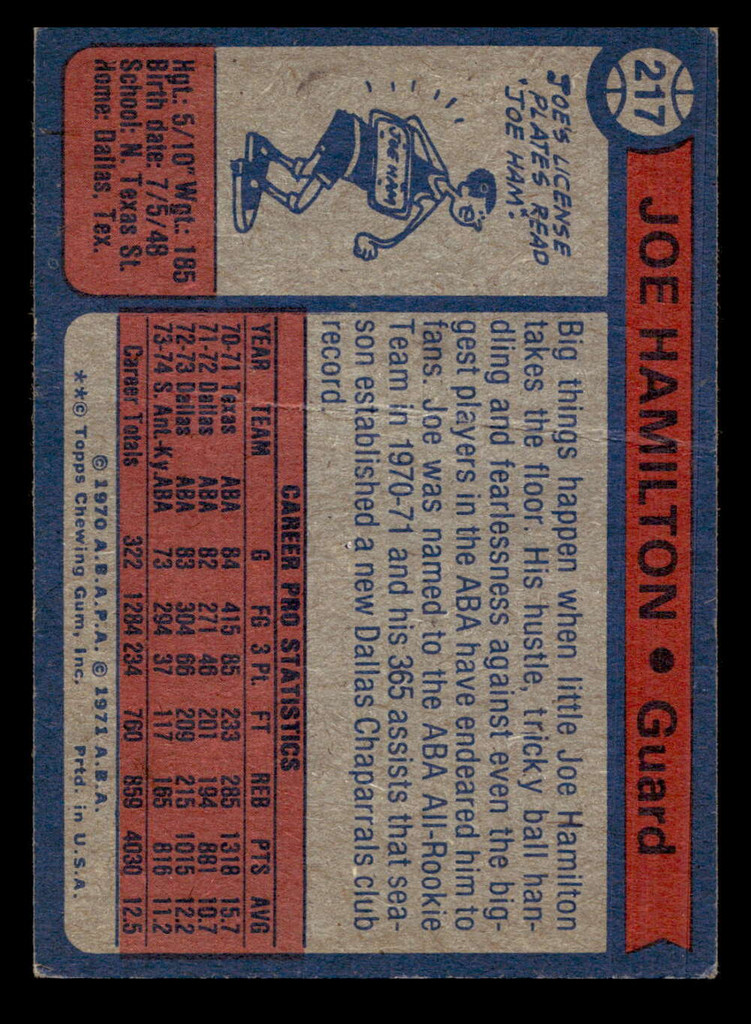 217
JOE HAMILTON • Guard
JOE'S LICENSE
PLATES READ
"JOE HAM".
JOE HAM
Hgt.: 5/10" Wgt.: 185
Birth date: 7/5/48
School: N. Texas St.
Home: Dallas, Tex.
Big things happen when little Joe Hamilton
takes the floor. His hustle, tricky ball han-
dling and fearlessness against even the big-
gest players in the ABA have endeared him to
fans. Joe was named to the ABA All-Rookie
Team in 1970-71 and his 365 assists that sea-
son established a new Dallas Chaparrals club
record.
CAREER PRO STATISTICS
YEAR TEAM G FG 3 Pt. FT REB PTS AVG
70-71 Texas ABA 84 415 85 233 285 1318 15.7
71-72 Dallas ABA 82 271 46 201 194 881 10.7
72-73 Dallas ABA 83 304 66 209 215 1015 12.2
73-74 S. Ant.-Ky. ABA 73 294 37 117 165 816 11.2
Career Totals 322 1284 234 760 859 4030 12.5
© 1970 A.B.A.P.A. © 1971 A.B.A.
**© Topps Chewing Gum, Inc. Prtd. in U.S.A.